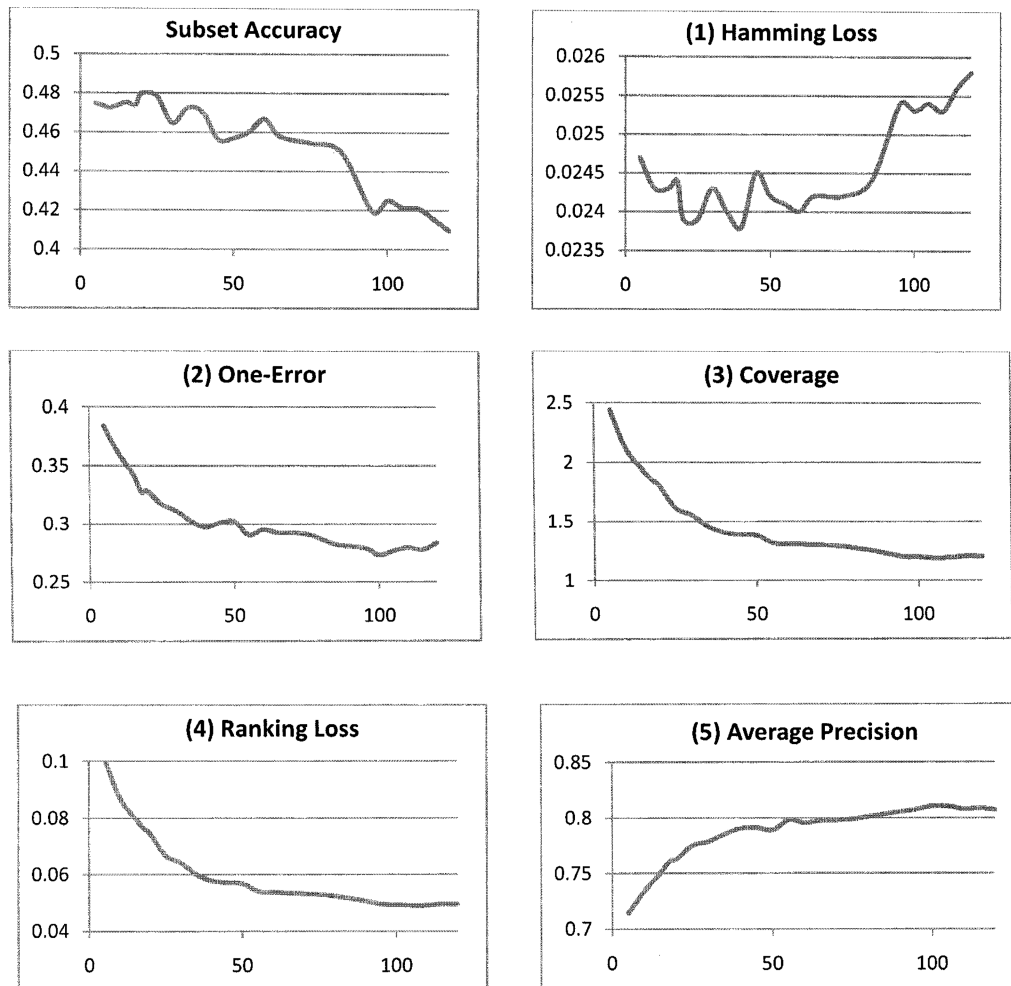 Subset Accuracy
0.5
0.48
0.46
0.44
0.42
0.4
0 50 100
(1) Hamming Loss
0.026
0.0255
0.025
0.0245
0.024
0.0235
0 50 100
(2) One-Error
0.4
0.35
0.3
0.25
0 50 100
(3) Coverage
2.5
2
1.5
1
0 50 100
(4) Ranking Loss
0.1
0.08
0.06
0.04
0 50 100
(5) Average Precision
0.85
0.8
0.75
0.7
0 50 100